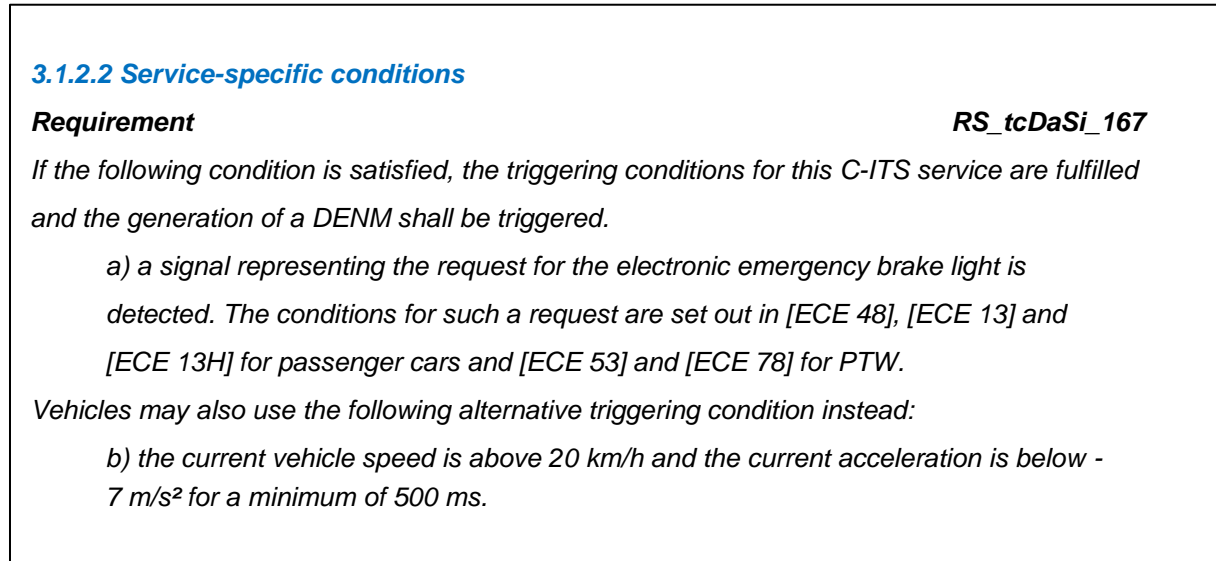 3.1.2.2 Service-specific conditions
Requirement RS_tcDaSi_167
If the following condition is satisfied, the triggering conditions for this C-ITS service are fulfilled
and the generation of a DENM shall be triggered.
a) a signal representing the request for the electronic emergency brake light is
detected. The conditions for such a request are set out in [ECE 48], [ECE 13] and
[ECE 13H] for passenger cars and [ECE 53] and [ECE 78] for PTW.
Vehicles may also use the following alternative triggering condition instead:
b) the current vehicle speed is above 20 km/h and the current acceleration is below -
7 m/s² for a minimum of 500 ms.